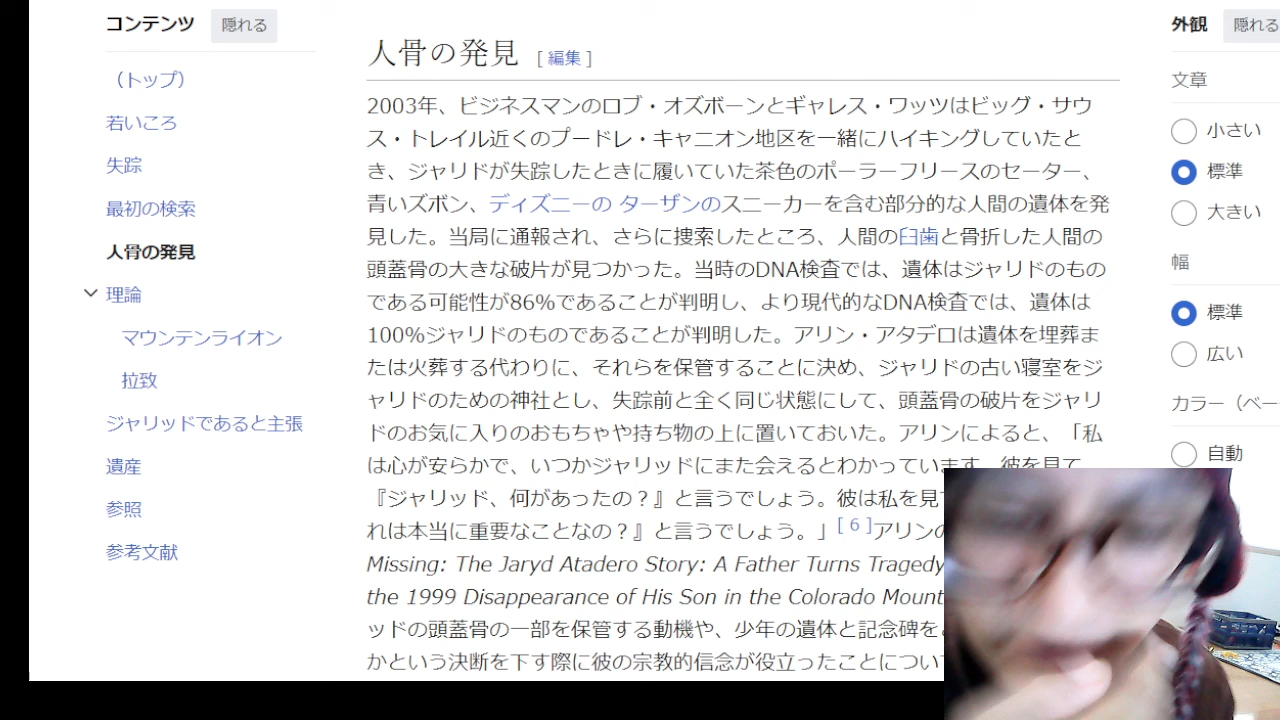 コンテンツ 隠れる
（トップ）
若いころ
失踪
最初の検索
人骨の発見
理論
マウンテンライオン
拉致
ジャリッドであると主張
遺産
参照
参考文献
人骨の発見 [ 編集 ]
2003年、ビジネスマンのロブ・オズボーンとギャレス・ワッツはビッグ・サウ
ス・トレイル近くのプードレ・キャニオン地区を一緒にハイキングしていたと
き、ジャリドが失踪したときに履いていた茶色のポーラーフリースのセーター、
青いズボン、ディズニーの ターザンのスニーカーを含む部分的な人間の遺体を発
見した。当局に通報され、さらに捜索したところ、人間の臼歯と骨折した人間の
頭蓋骨の大きな破片が見つかった。当時のDNA検査では、遺体はジャリドのもの
である可能性が86%であることが判明し、より現代的なDNA検査では、遺体は
100%ジャリドのものであることが判明した。アリン・アタデロは遺体を埋葬ま
たは火葬する代わりに、それらを保管することに決め、ジャリドの古い寝室をジ
ャリドのための神社とし、失踪前と全く同じ状態にして、頭蓋骨の破片をジャリ
ドのお気に入りのおもちゃや持ち物の上に置いておいた。アリンによると、「私
は心が安らかで、いつかジャリッドにまた会えるとわかっています。彼を見て、
『ジャリッド、何があったの？』と言うでしょう。彼は私を見
れは本当に重要なことなの？』と言うでしょう。」[ 6 ]アリンの
Missing: The Jaryd Atadero Story: A Father Turns Tragedy
the 1999 Disappearance of His Son in the Colorado Mount
ッドの頭蓋骨の一部を保管する動機や、少年の遺体と記念碑を
かという決断を下す際に彼の宗教的信念が役立ったことについ
外観 隠れる
文章
小さい
標準
大きい
幅
標準
広い
カラー（ベー
自動